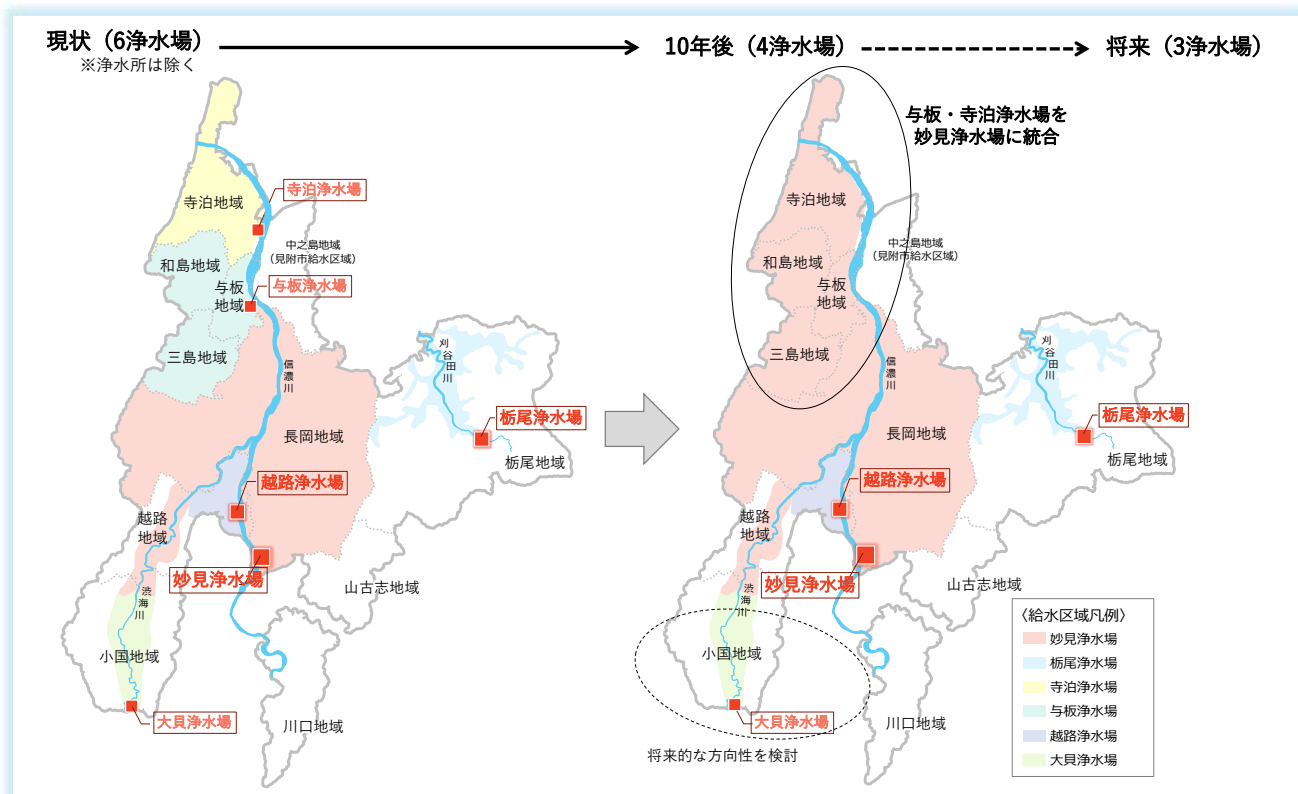 現状（6浄水場）
※浄水所は除く
10年後（4浄水場）
将来（3浄水場）
寺泊地域
寺泊浄水場
中之島地域
（見附市給水区域）
和島地域
与板
地域
与板浄水場
三島地域
信濃川
刈谷田川
長岡地域
栃尾浄水場
栃尾地域
越路浄水場
越路
地域
妙見浄水場
渋海川
山古志地域
小国地域
大貝浄水場
川口地域
与板・寺泊浄水場を
妙見浄水場に統合
寺泊地域
中之島地域
（見附市給水区域）
和島地域
与板
地域
三島地域
信濃川
刈谷田川
長岡地域
栃尾浄水場
栃尾地域
越路浄水場
越路
地域
妙見浄水場
渋海川
山古志地域
小国地域
大貝浄水場
川口地域
将来的な方向性を検討
〈給水区域凡例〉
妙見浄水場
栃尾浄水場
寺泊浄水場
与板浄水場
越路浄水場
大貝浄水場